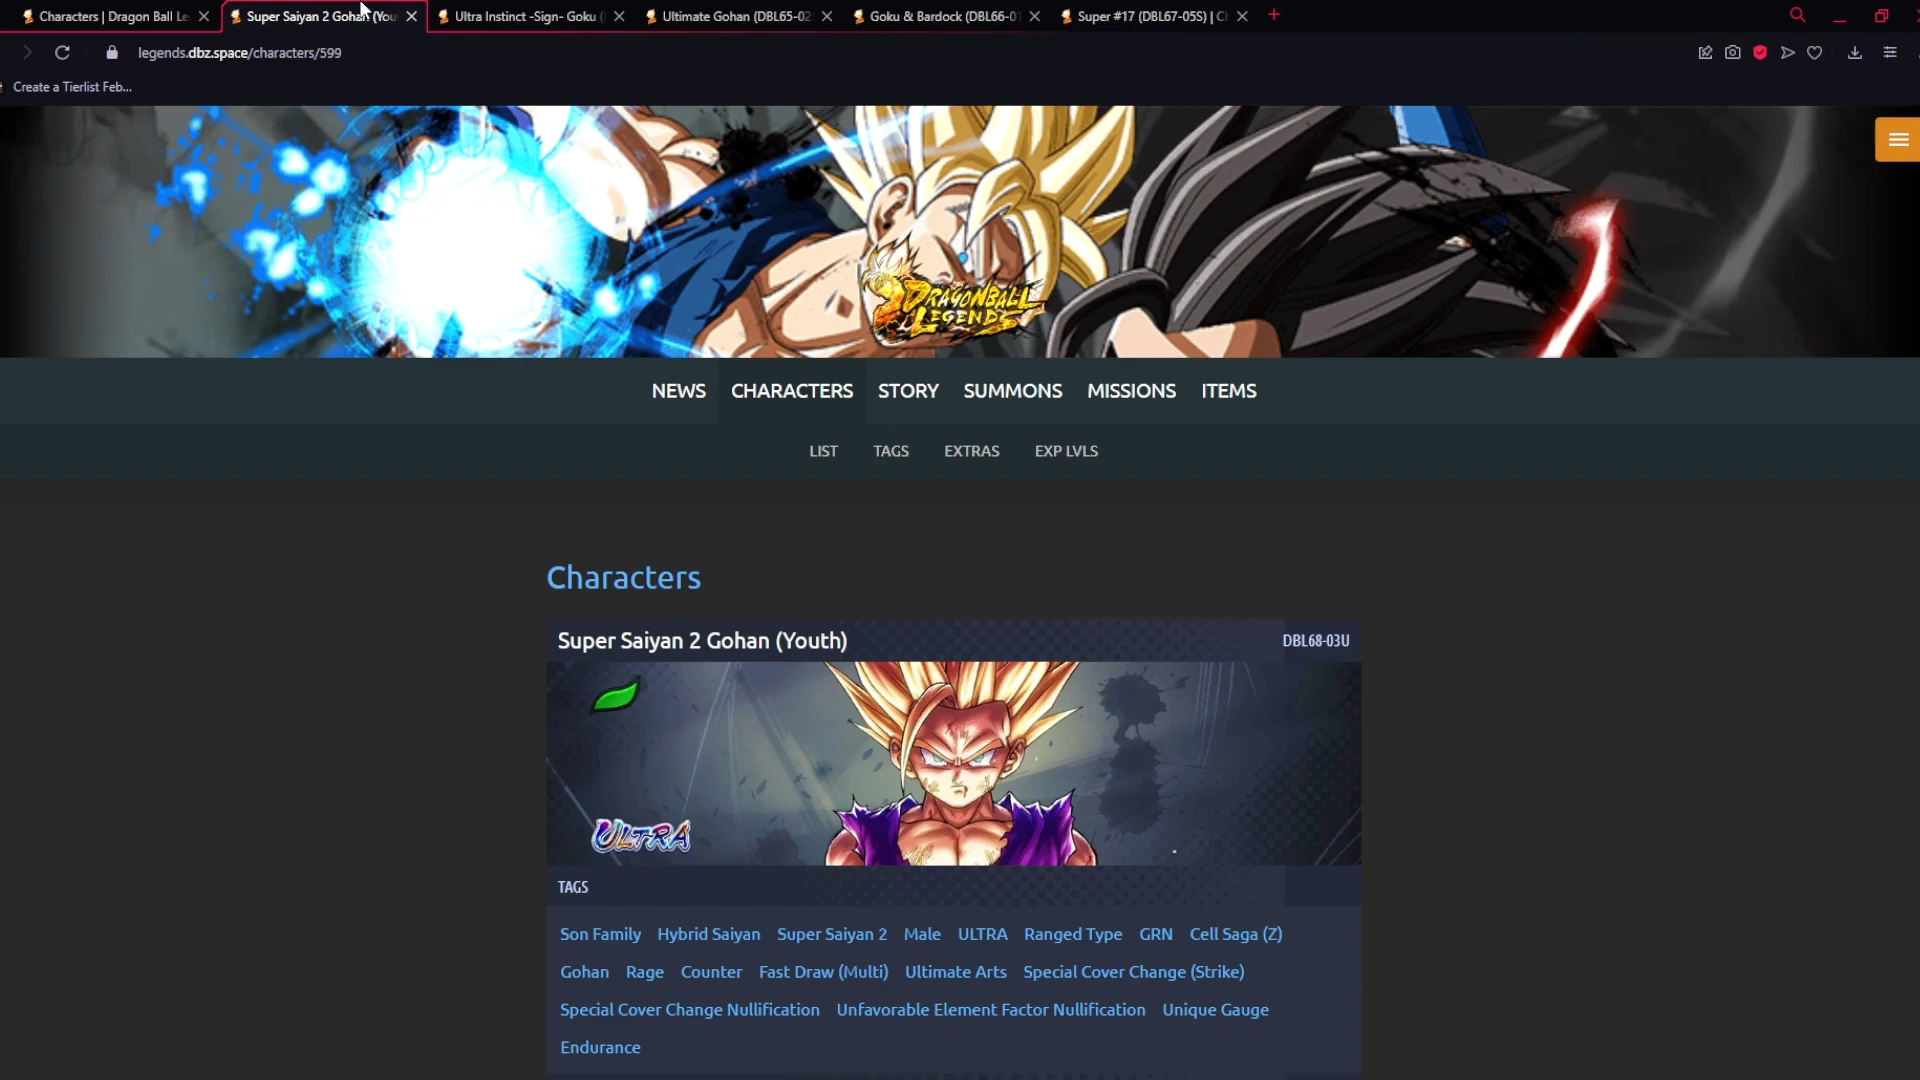 Characters | Dragon Ball Le
Super Saiyan 2 Gohan (You
Ultra Instinct -Sign- Goku (
Ultimate Gohan (DBL65-02
Goku & Bardock (DBL66-01
Super #17 (DBL67-05S) | C
legends.dbz.space/characters/599
Create a Tierlist Feb...
DRAGONBALL
LEGENDS
NEWS CHARACTERS STORY SUMMONS MISSIONS ITEMS
LIST TAGS EXTRAS EXP LVLS
Characters
Super Saiyan 2 Gohan (Youth) DBL68-03U
ULTRA
TAGS
Son Family Hybrid Saiyan Super Saiyan 2 Male ULTRA Ranged Type GRN Cell Saga (Z)
Gohan Rage Counter Fast Draw (Multi) Ultimate Arts Special Cover Change (Strike)
Special Cover Change Nullification Unfavorable Element Factor Nullification Unique Gauge
Endurance